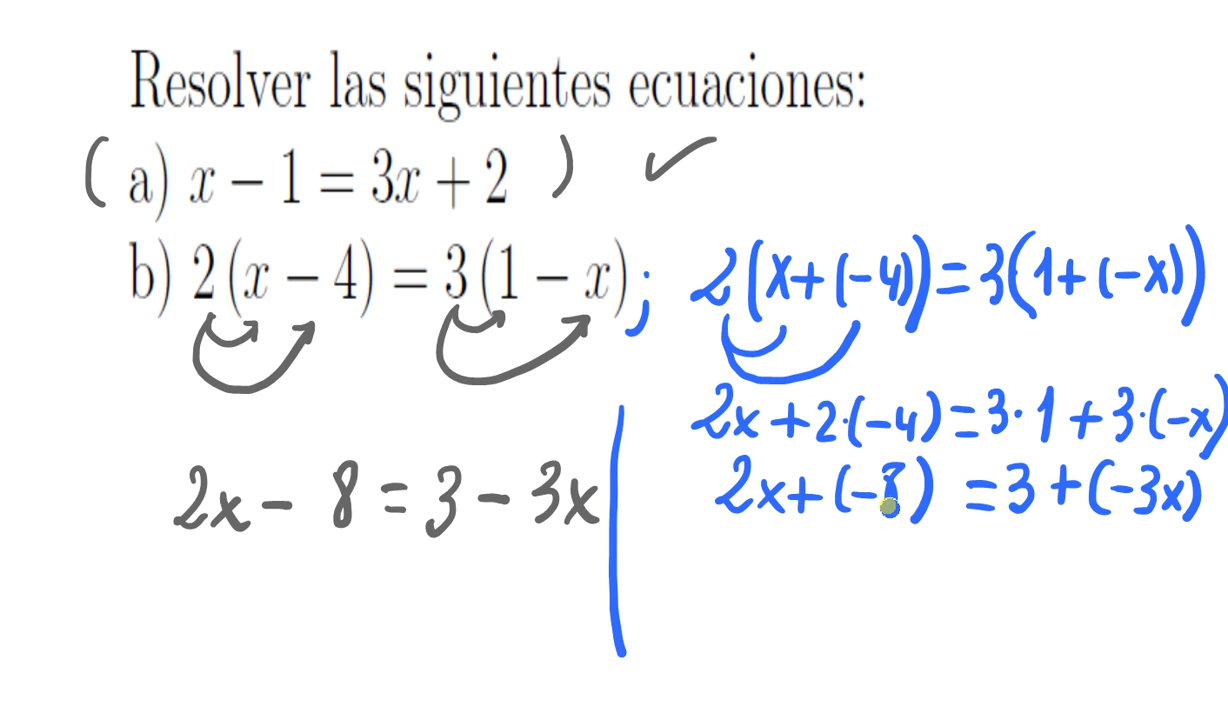 Resolver las siguientes ecuaciones:
( a) x − 1 = 3x + 2 ) ✓
b) 2(x − 4) = 3(1 − x) ; 2(x+(−4))=3(1+(−x))
2x+2·(−4)=3·1+3·(−x)
2x − 8 = 3 − 3x
2x+(−8) =3+(−3x)